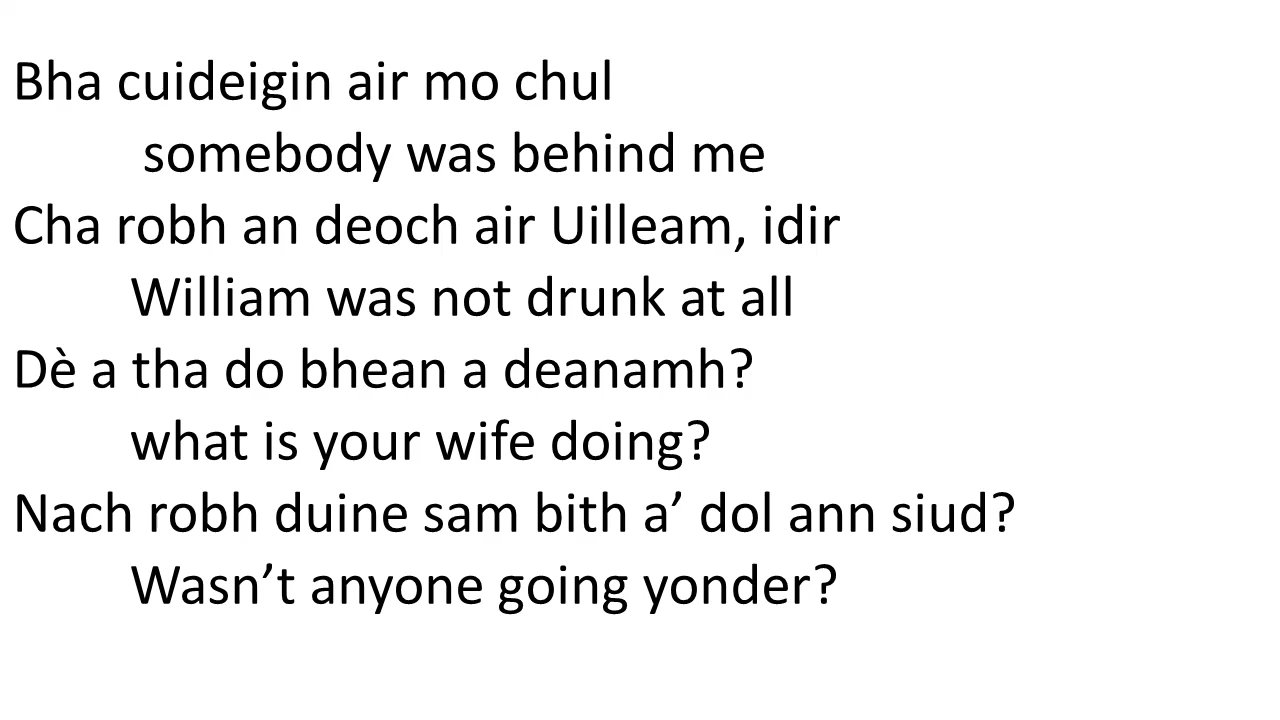 Bha cuideigin air mo chul
somebody was behind me
Cha robh an deoch air Uilleam, idir
William was not drunk at all
Dè a tha do bhean a deanamh?
what is your wife doing?
Nach robh duine sam bith a’ dol ann siud?
Wasn’t anyone going yonder?